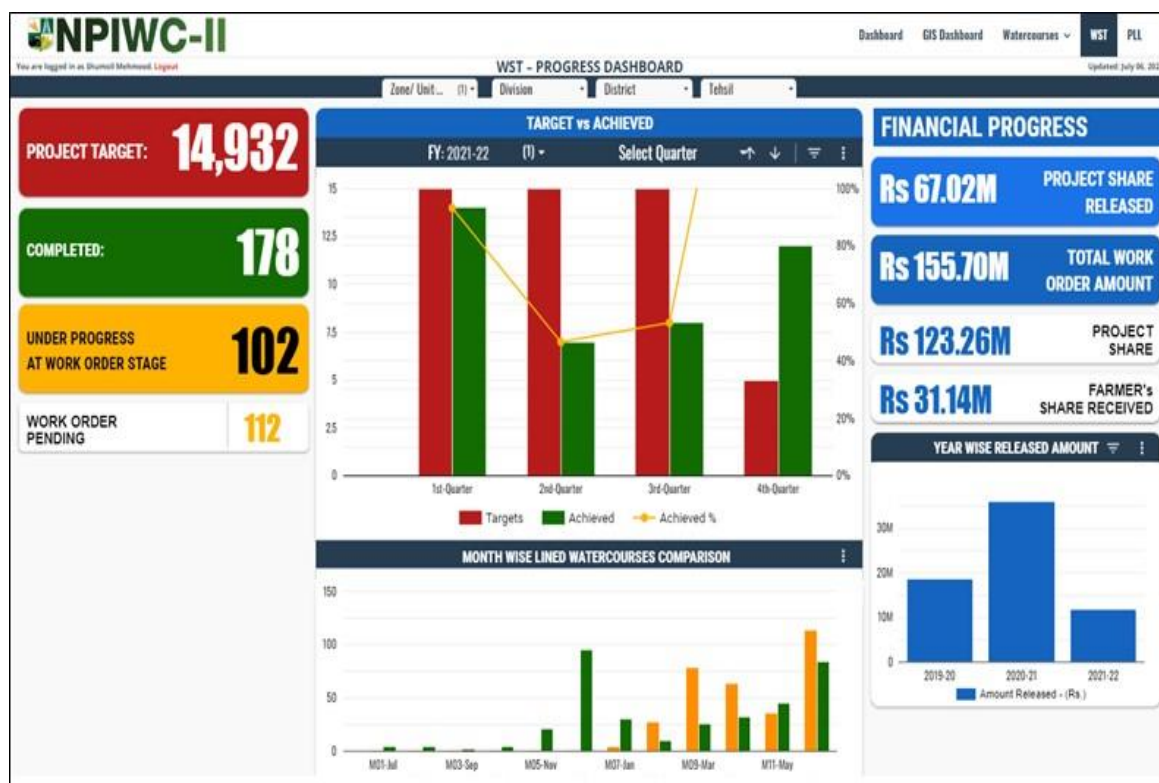 NPIWC-II
Dashboard GIS Dashboard Watercourses WST PLL
You are logged in as Shumoil Mehmood. Logout
WST - PROGRESS DASHBOARD
Updated: July 06, 202
Zone/ Unit... (1) Division District Tehsil
PROJECT TARGET: 14,932
COMPLETED: 178
UNDER PROGRESS
AT WORK ORDER STAGE
102
WORK ORDER
PENDING
112
TARGET vs ACHIEVED
FY: 2021-22 (1) Select Quarter
15
12.5
10
7.5
5
2.5
0
100%
80%
60%
40%
20%
0%
1st-Quarter 2nd-Quarter 3rd-Quarter 4th-Quarter
Targets Achieved Achieved %
MONTH WISE LINED WATERCOURSES COMPARISON
150
100
50
0
M01-Jul M03-Sep M05-Nov M07-Jan M09-Mar M11-May
FINANCIAL PROGRESS
Rs 67.02M
PROJECT SHARE
RELEASED
Rs 155.70M
TOTAL WORK
ORDER AMOUNT
Rs 123.26M
PROJECT
SHARE
Rs 31.14M
FARMER's
SHARE RECEIVED
YEAR WISE RELEASED AMOUNT
30M
20M
10M
0
2019-20 2020-21 2021-22
Amount Released - (Rs.)